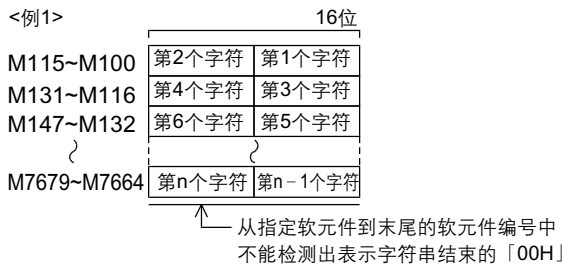 <例1> 16位
M115~M100 第2个字符 第1个字符
M131~M116 第4个字符 第3个字符
M147~M132 第6个字符 第5个字符
M7679~M7664 第n个字符 第n-1个字符
从指定软元件到末尾的软元件编号中
不能检测出表示字符串结束的「00H」